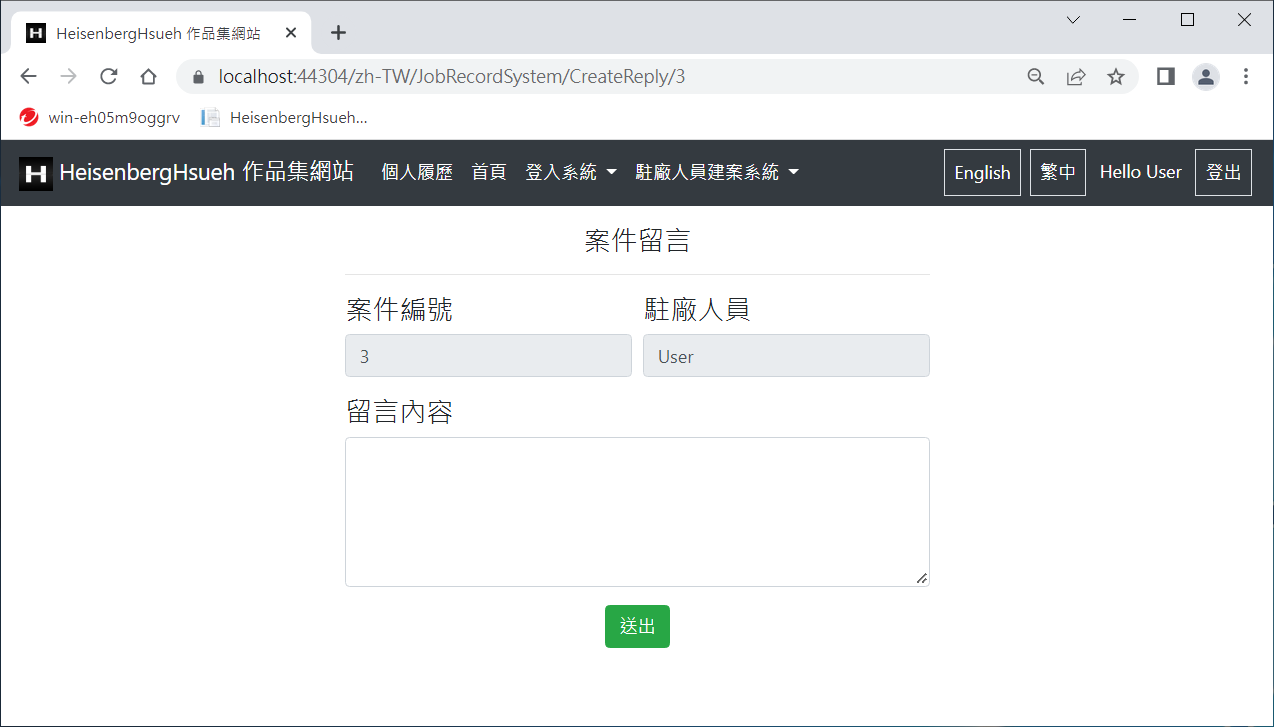 HeisenbergHsueh 作品集網站
localhost:44304/zh-TW/JobRecordSystem/CreateReply/3
win-eh05m9oggrv HeisenbergHsueh...
H HeisenbergHsueh 作品集網站 個人履歷 首頁 登入系統 駐廠人員建案系統 English 繁中 Hello User 登出
案件留言
案件編號 駐廠人員
3 User
留言內容
送出